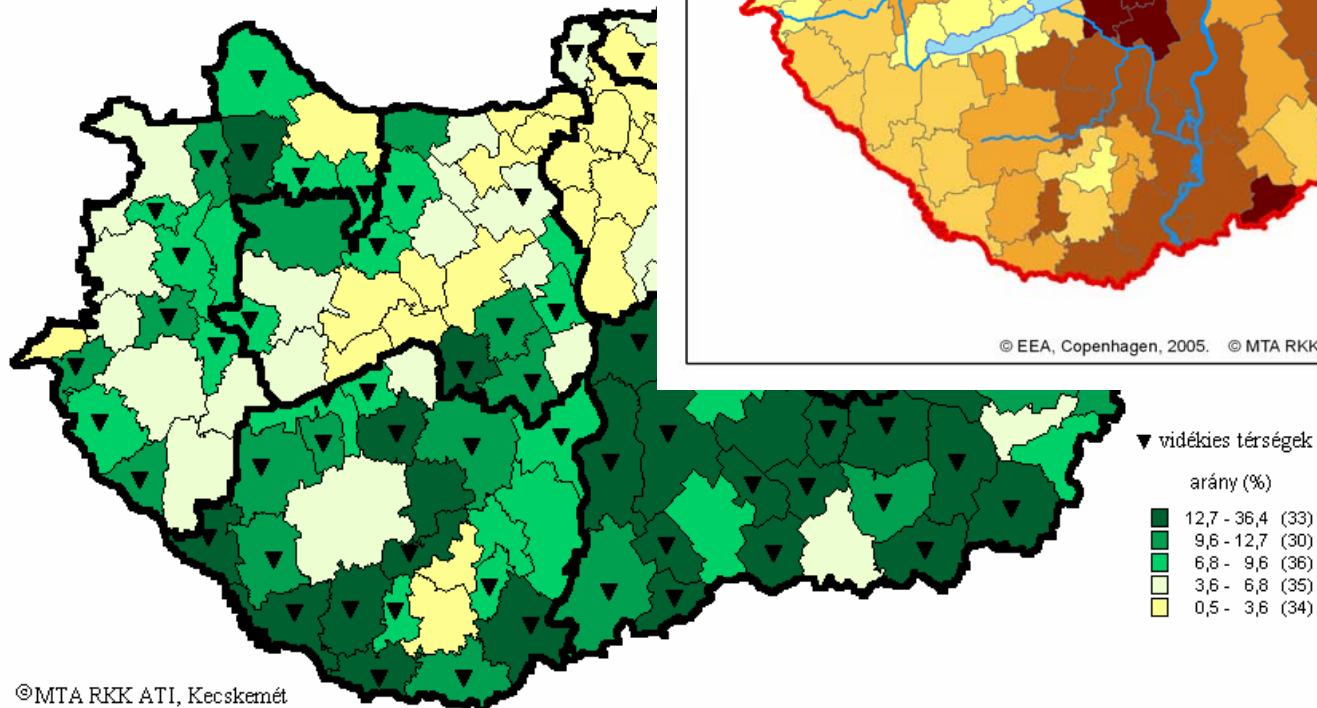 © EEA, Copenhagen, 2005. © MTA RKK
▼ vidékies térségek
arány (%)
12,7 - 36,4 (33)
9,6 - 12,7 (30)
6,8 - 9,6 (36)
3,6 - 6,8 (35)
0,5 - 3,6 (34)
©MTA RKK ATI, Kecskemét